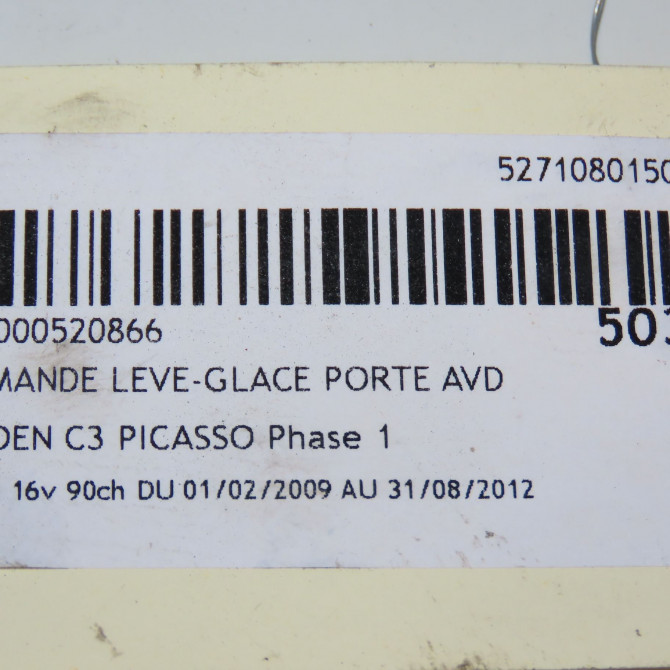 5271080150
000520866
503
MANDE LEVE-GLACE PORTE AVD
DEN C3 PICASSO Phase 1
16v 90ch DU 01/02/2009 AU 31/08/2012